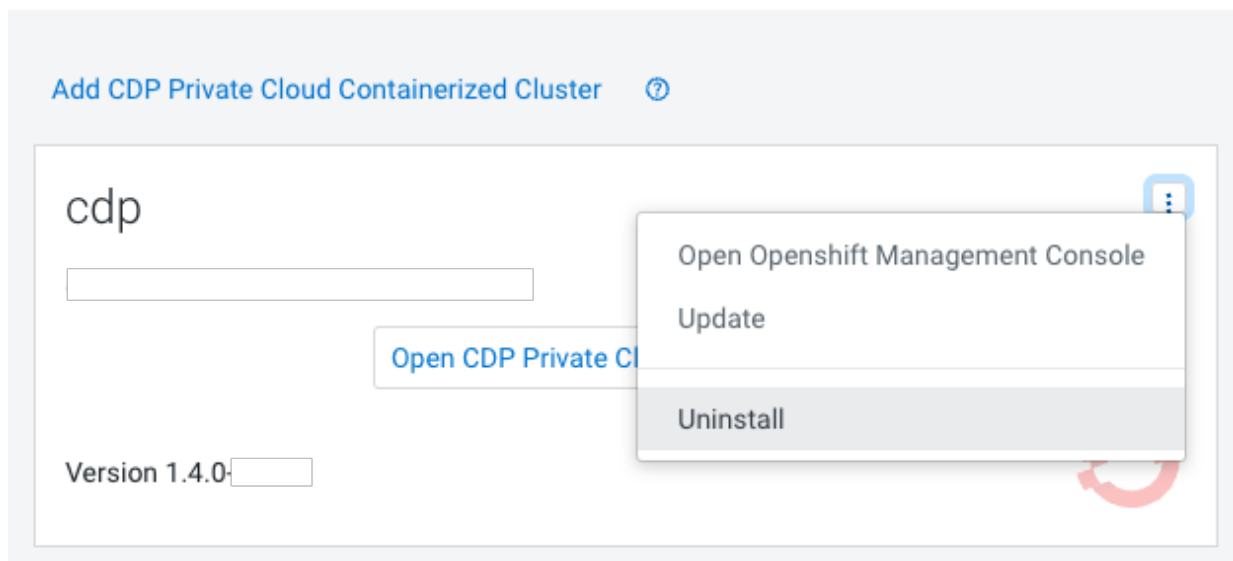 Add CDP Private Cloud Containerized Cluster
cdp
Open Openshift Management Console
Update
Open CDP Private
Uninstall
Version 1.4.0-